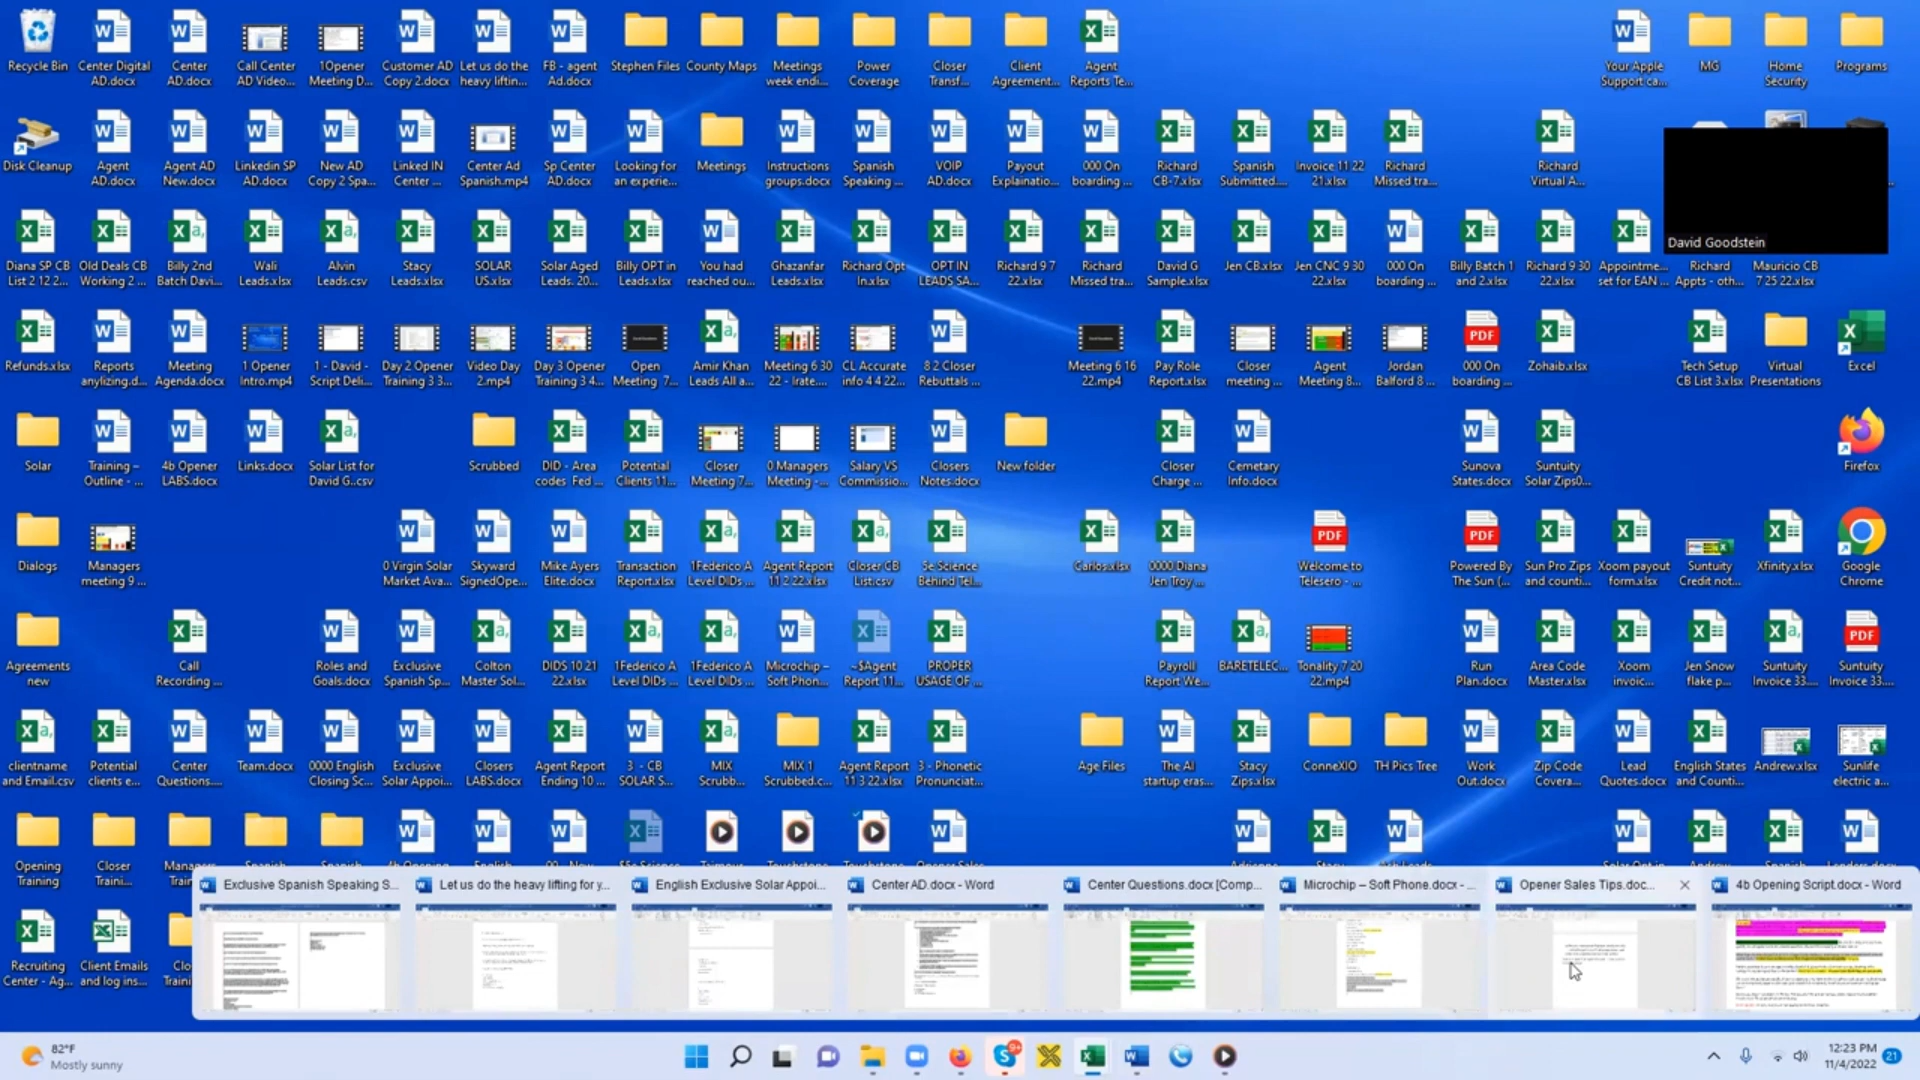 Recycle Bin
Center Digital AD.docx
Center AD.docx
Call Center AD Video...
1Opener Meeting D...
Customer AD Copy 2.docx
Let us do the heavy liftin...
FB - agent Ad.docx
Stephen Files
County Maps
Meetings week endi...
Power Coverage
Closer Transf...
Client Agreement...
Agent Reports Te...
Your Apple Support ca...
MG
Home Security
Programs
Disk Cleanup
Agent AD.docx
Agent AD New.docx
Linkedin SP AD.docx
New AD Copy 2 Spa...
Linked IN Center ...
Center Ad Spanish.mp4
Sp Center AD.docx
Looking for an experie...
Meetings
Instructions groups.docx
Spanish Speaking ...
VOIP AD.docx
Payout Explainatio...
000 On boarding ...
Richard CB-7.xlsx
Spanish Submitted....
Invoice 11 22 21.xlsx
Richard Missed tra...
Richard Virtual A...
David Goodstein
Diana SP CB List 2 12 2...
Old Deals CB Working 2 ...
Billy 2nd Batch Davi...
Wali Leads.xlsx
Alvin Leads.csv
Stacy Leads.xlsx
SOLAR US.xlsx
Solar Aged Leads. 20...
Billy OPT in Leads.xlsx
You had reached ou...
Ghazanfar Leads.xlsx
Richard Opt In.xlsx
OPT IN LEADS SA...
Richard 9 7 22.xlsx
Richard Missed tra...
David G Sample.xlsx
Jen CB.xlsx
Jen CNC 9 30 22.xlsx
000 On boarding ...
Billy Batch 1 and 2.xlsx
Richard 9 30 22.xlsx
Appointme... set for EAN ...
Richard Appts - oth...
Mauricio CB 7 25 22.xlsx
Refunds.xlsx
Reports anylizing.d...
Meeting Agenda.docx
1 Opener Intro.mp4
1 - David - Script Deli...
Day 2 Opener Training 3 3...
Video Day 2.mp4
Day 3 Opener Training 3 4...
Open Meeting 7...
Amir Khan Leads All a...
Meeting 6 30 22 - Irate....
CL Accurate info 4 4 22...
8 2 Closer Rebuttals ...
Meeting 6 16 22.mp4
Pay Role Report.xlsx
Closer meeting ...
Agent Meeting 8...
Jordan Balford 8 ...
000 On boarding ...
Zohaib.xlsx
Tech Setup CB List 3.xlsx
Virtual Presentations
Excel
Solar
Training – Outline - ...
4b Opener LABS.docx
Links.docx
Solar List for David G..csv
Scrubbed
DID - Area codes Fed ...
Potential Clients 11...
Closer Meeting 7...
0 Managers Meeting -...
Salary VS Commissio...
Closers Notes.docx
New folder
Closer Charge ...
Cemetary Info.docx
Sunova States.docx
Suntuity Solar Zips0...
Firefox
Dialogs
Managers meeting 9 ...
0 Virgin Solar Market Ava...
Skyward SignedOpe...
Mike Ayers Elite.docx
Transaction Report.xlsx
1Federico A Level DIDs ...
Agent Report 11 2 22.xlsx
Closer CB List.csv
5e Science Behind Tel...
Carlos.xlsx
0000 Diana Jen Troy ...
Welcome to Telesero - ...
Powered By The Sun (...
Sun Pro Zips and counti...
Xoom payout form.xlsx
Suntuity Credit not...
Xfinity.xlsx
Google Chrome
Agreements new
Call Recording ...
Roles and Goals.docx
Exclusive Spanish Sp...
Colton Master Sol...
DIDS 10 21 22.xlsx
1Federico A Level DIDs ...
1Federico A Level DIDs ...
Microchip – Soft Phon...
~$Agent Report 11...
PROPER USAGE OF ...
Payroll Report We...
BARETELEC...
Tonality 7 20 22.mp4
Run Plan.docx
Area Code Master.xlsx
Xoom invoic...
Jen Snow flake p...
Suntuity Invoice 33....
Suntuity Invoice 33....
clientname and Email.csv
Potential clients e...
Center Questions....
Team.docx
0000 English Closing Sc...
Exclusive Solar Appoi...
Closers LABS.docx
Agent Report Ending 10 ...
3 - CB SOLAR S...
MIX Scrubb...
MIX 1 Scrubbed.c...
Agent Report 11 3 22.xlsx
3 - Phonetic Pronunciat...
Age Files
The AI startup eras...
Stacy Zips.xlsx
ConneXIO
TH Pics Tree
Work Out.docx
Zip Code Covera...
Lead Quotes.docx
English States and Counti...
Andrew.xlsx
Sunlife electric a...
Opening Training
Closer Traini...
Exclusive Spanish Speaking S...
Let us do the heavy lifting for y...
English Exclusive Solar Appoi...
Center AD.docx - Word
Center Questions.docx [Comp...
Microchip – Soft Phone.docx - ...
Opener Sales Tips.doc...
4b Opening Script.docx - Word
Recruiting Center - Ag...
Client Emails and log ins...
82°F
Mostly sunny
9+
12:23 PM
11/4/2022
21